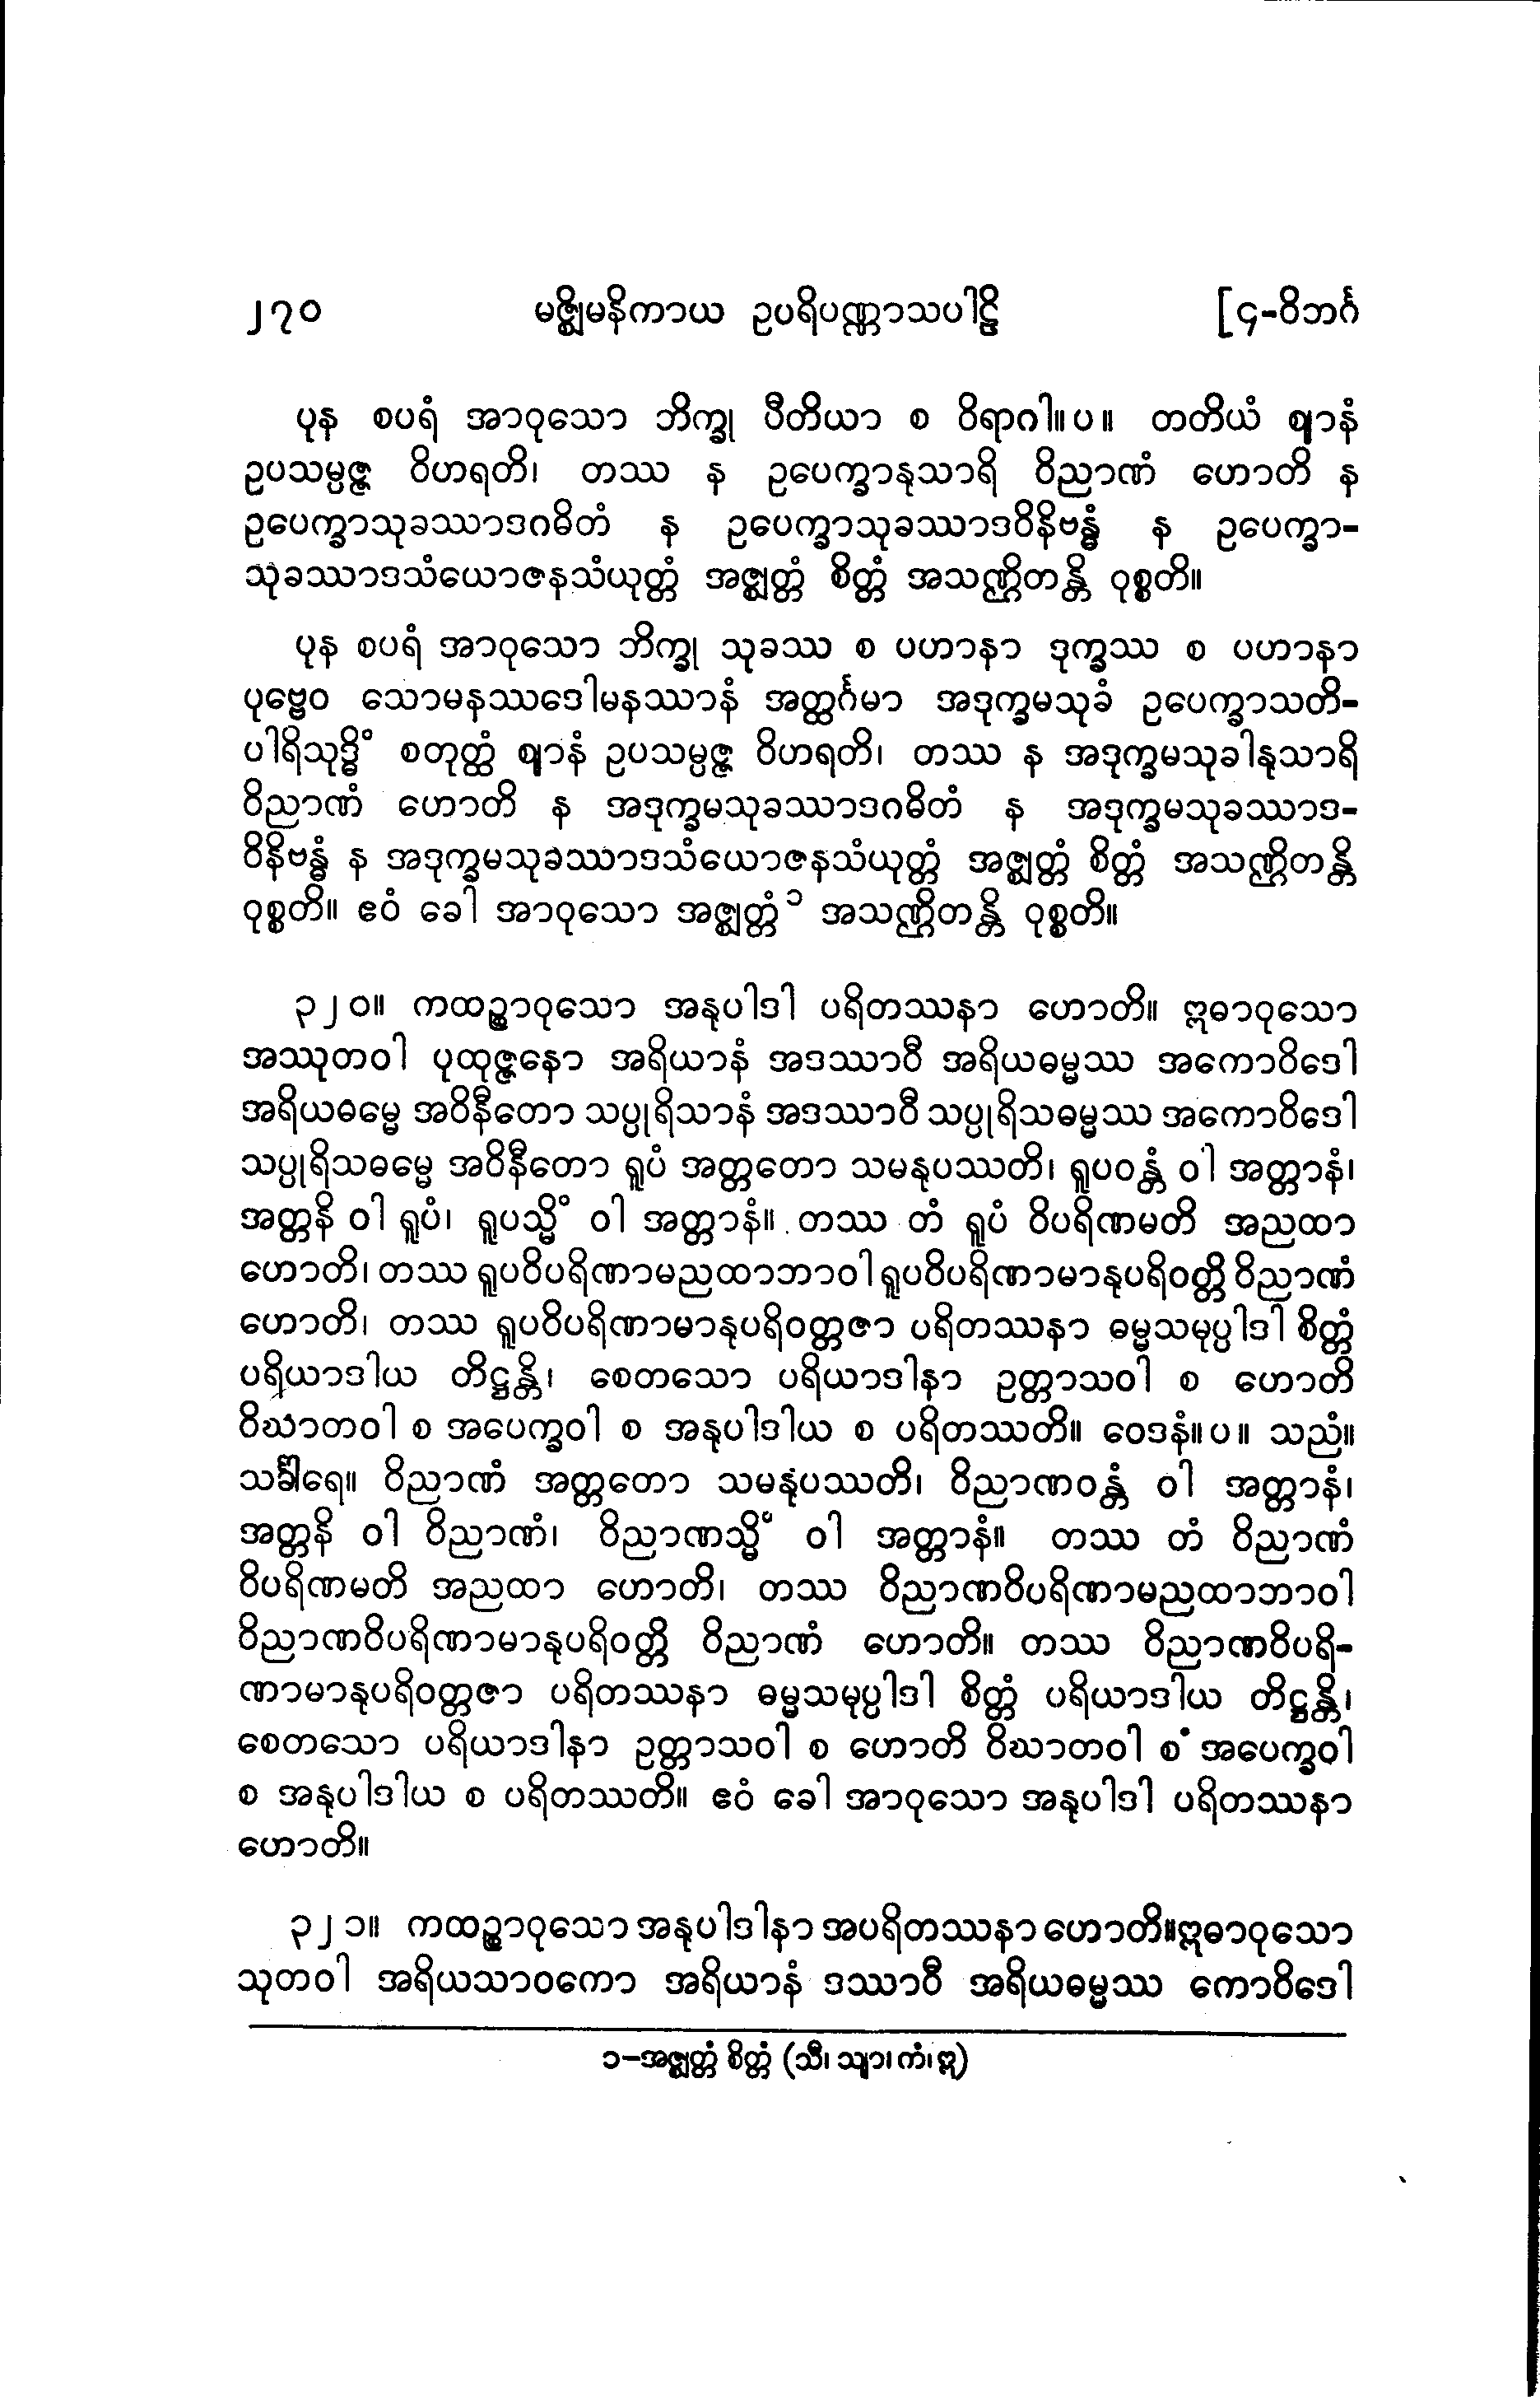 ၂၇၀ မဇ္ဈိမနိကာယ ဥပရိပဏ္ဏာသပါဠိ [၄-ဝိဘင်္ဂ
ပုန စပရံ အာဝုသော ဘိက္ခု ပီတိယာ စ ဝိရာဂါ။ပ။ တတိယံ ဈာနံ
ဥပသမ္ပဇ္ဇ ဝိဟရတိ၊ တဿ န ဥပေက္ခာနုသာရိ ဝိညာဏံ ဟောတိ န
ဥပေက္ခာသုခဿာဒဂဓိတံ န ဥပေက္ခာသုခဿာဒဝိနိဗန္ဓံ န ဥပေက္ခာ-
သုခဿာဒသံယောဇနသံယုတ္တံ အဇ္ဈတ္တံ စိတ္တံ အသဏ္ဌိတန္တိ ဝုစ္စတိ။
ပုန စပရံ အာဝုသော ဘိက္ခု သုခဿ စ ပဟာနာ ဒုက္ခဿ စ ပဟာနာ
ပုဗ္ဗေဝ သောမနဿဒေါမနဿာနံ အတ္ထင်္ဂမာ အဒုက္ခမသုခံ ဥပေက္ခာသတိ-
ပါရိသုဒ္ဓိံ စတုတ္ထံ ဈာနံ ဥပသမ္ပဇ္ဇ ဝိဟရတိ၊ တဿ န အဒုက္ခမသုခါနုသာရိ
ဝိညာဏံ ဟောတိ န အဒုက္ခမသုခဿာဒဂဓိတံ န အဒုက္ခမသုခဿာဒ-
ဝိနိဗန္ဓံ န အဒုက္ခမသုခဿာဒသံယောဇနသံယုတ္တံ အဇ္ဈတ္တံ စိတ္တံ အသဏ္ဌိတန္တိ
ဝုစ္စတိ။ ဧဝံ ခေါ အာဝုသော အဇ္ဈတ္တံ ၁ အသဏ္ဌိတန္တိ ဝုစ္စတိ။
၃၂၀။ ကထဉ္စာဝုသော အနုပါဒါ ပရိတဿနာ ဟောတိ။ ဣဓာဝုသော
အဿုတဝါ ပုထုဇ္ဇနော အရိယာနံ အဒဿာဝီ အရိယဓမ္မဿ အကောဝိဒေါ
အရိယဓမ္မေ အဝိနီတော သပ္ပုရိသာနံ အဒဿာဝီ သပ္ပုရိသဓမ္မဿ အကောဝိဒေါ
သပ္ပုရိသဓမ္မေ အဝိနီတော ရူပံ အတ္တတော သမနုပဿတိ၊ ရူပဝန္တံ ဝါ အတ္တာနံ၊
အတ္တနိ ဝါ ရူပံ၊ ရူပသ္မိံ ဝါ အတ္တာနံ။ တဿ တံ ရူပံ ဝိပရိဏမတိ အညထာ
ဟောတိ၊ တဿ ရူပဝိပရိဏာမညထာဘာဝါ ရူပဝိပရိဏာမာနုပရိဝတ္တိ ဝိညာဏံ
ဟောတိ၊ တဿ ရူပဝိပရိဏာမာနုပရိဝတ္တဇာ ပရိတဿနာ ဓမ္မသမုပ္ပါဒါ စိတ္တံ
ပရိယာဒါယ တိဋ္ဌန္တိ၊ စေတသော ပရိယာဒါနာ ဥတ္တာသဝါ စ ဟောတိ
ဝိဃာတဝါ စ အပေက္ခဝါ စ အနုပါဒါယ စ ပရိတဿတိ။ ဝေဒနံ။ပ။ သညံ။
သင်္ခါရေ။ ဝိညာဏံ အတ္တတော သမနုပဿတိ၊ ဝိညာဏဝန္တံ ဝါ အတ္တာနံ၊
အတ္တနိ ဝါ ဝိညာဏံ၊ ဝိညာဏသ္မိံ ဝါ အတ္တာနံ။ တဿ တံ ဝိညာဏံ
ဝိပရိဏမတိ အညထာ ဟောတိ၊ တဿ ဝိညာဏဝိပရိဏာမညထာဘာဝါ
ဝိညာဏဝိပရိဏာမာနုပရိဝတ္တိ ဝိညာဏံ ဟောတိ။ တဿ ဝိညာဏဝိပရိ-
ဏာမာနုပရိဝတ္တဇာ ပရိတဿနာ ဓမ္မသမုပ္ပါဒါ စိတ္တံ ပရိယာဒါယ တိဋ္ဌန္တိ၊
စေတသော ပရိယာဒါနာ ဥတ္တာသဝါ စ ဟောတိ ဝိဃာတဝါ စ အပေက္ခဝါ
စ အနုပါဒါယ စ ပရိတဿတိ။ ဧဝံ ခေါ အာဝုသော အနုပါဒါ ပရိတဿနာ
ဟောတိ။
၃၂၁။ ကထဉ္စာဝုသော အနုပါဒါနာ အပရိတဿနာ ဟောတိ။ ဣဓာဝုသော
သုတဝါ အရိယသာဝကော အရိယာနံ ဒဿာဝီ အရိယဓမ္မဿ ကောဝိဒေါ
၁-အဇ္ဈတ္တံ စိတ္တံ (သီ၊ သျာ၊ ကံ၊ ဣ)